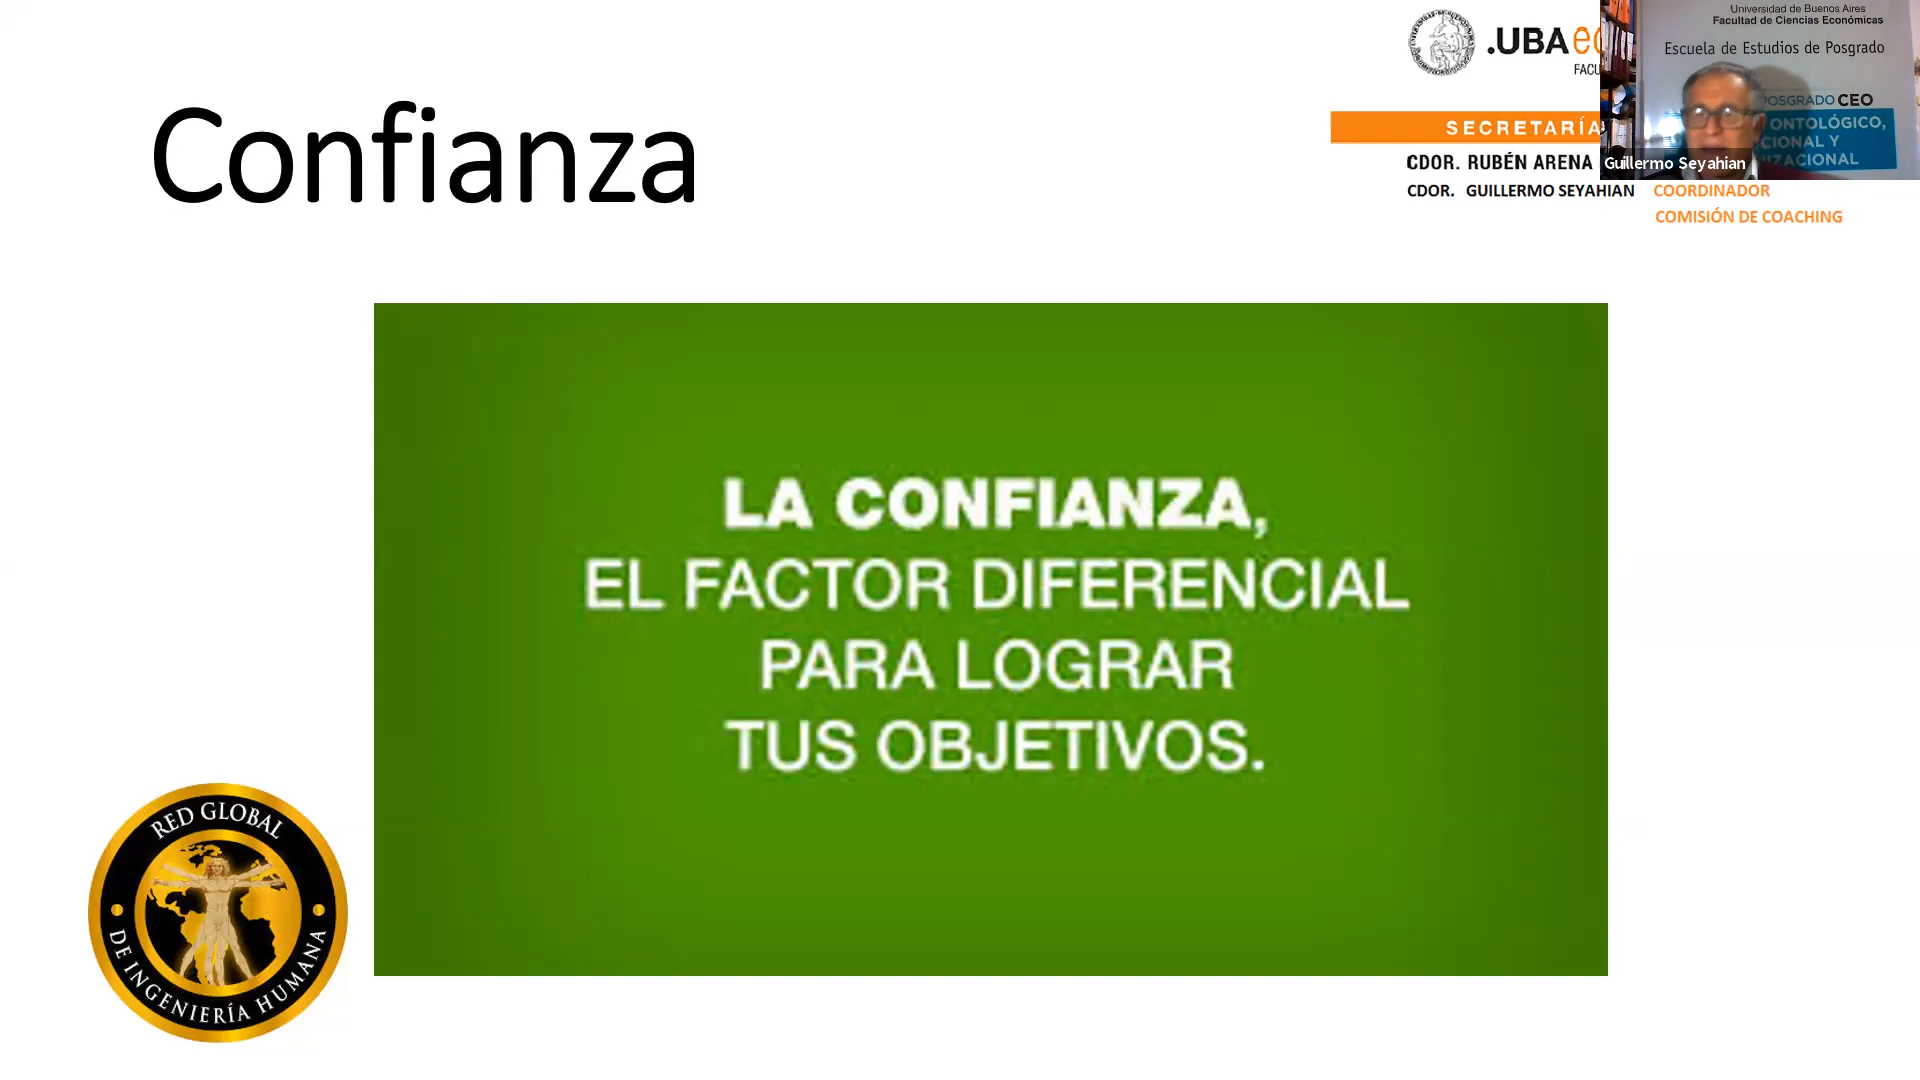 Confianza
.UBAec
FACU
SECRETARÍA
CDOR. RUBÉN ARENA
CDOR. GUILLERMO SEYAHIAN COORDINADOR
COMISIÓN DE COACHING
Universidad de Buenos Aires
Facultad de Ciencias Económicas
Escuela de Estudios de Posgrado
POSGRADO CEO
ONTOLÓGICO,
CIONAL Y
IZACIONAL
Guillermo Seyahian
LA CONFIANZA,
EL FACTOR DIFERENCIAL
PARA LOGRAR
TUS OBJETIVOS.
RED GLOBAL
DE INGENIERÍA HUMANA